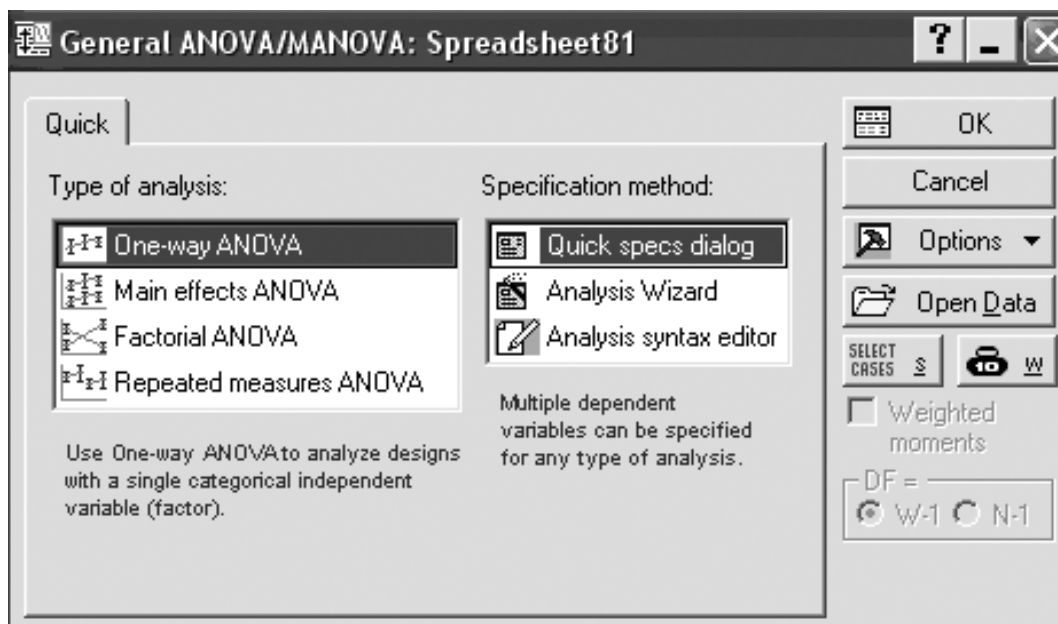 General ANOVA/MANOVA: Spreadsheet81
Quick
Type of analysis:
One-way ANOVA
Main effects ANOVA
Factorial ANOVA
Repeated measures ANOVA
Use One-way ANOVA to analyze designs
with a single categorical independent
variable (factor).
Specification method:
Quick specs dialog
Analysis Wizard
Analysis syntax editor
Multiple dependent
variables can be specified
for any type of analysis.
OK
Cancel
Options
Open Data
SELECT
CASES S
10 W
Weighted
moments
DF =
W-1 N-1